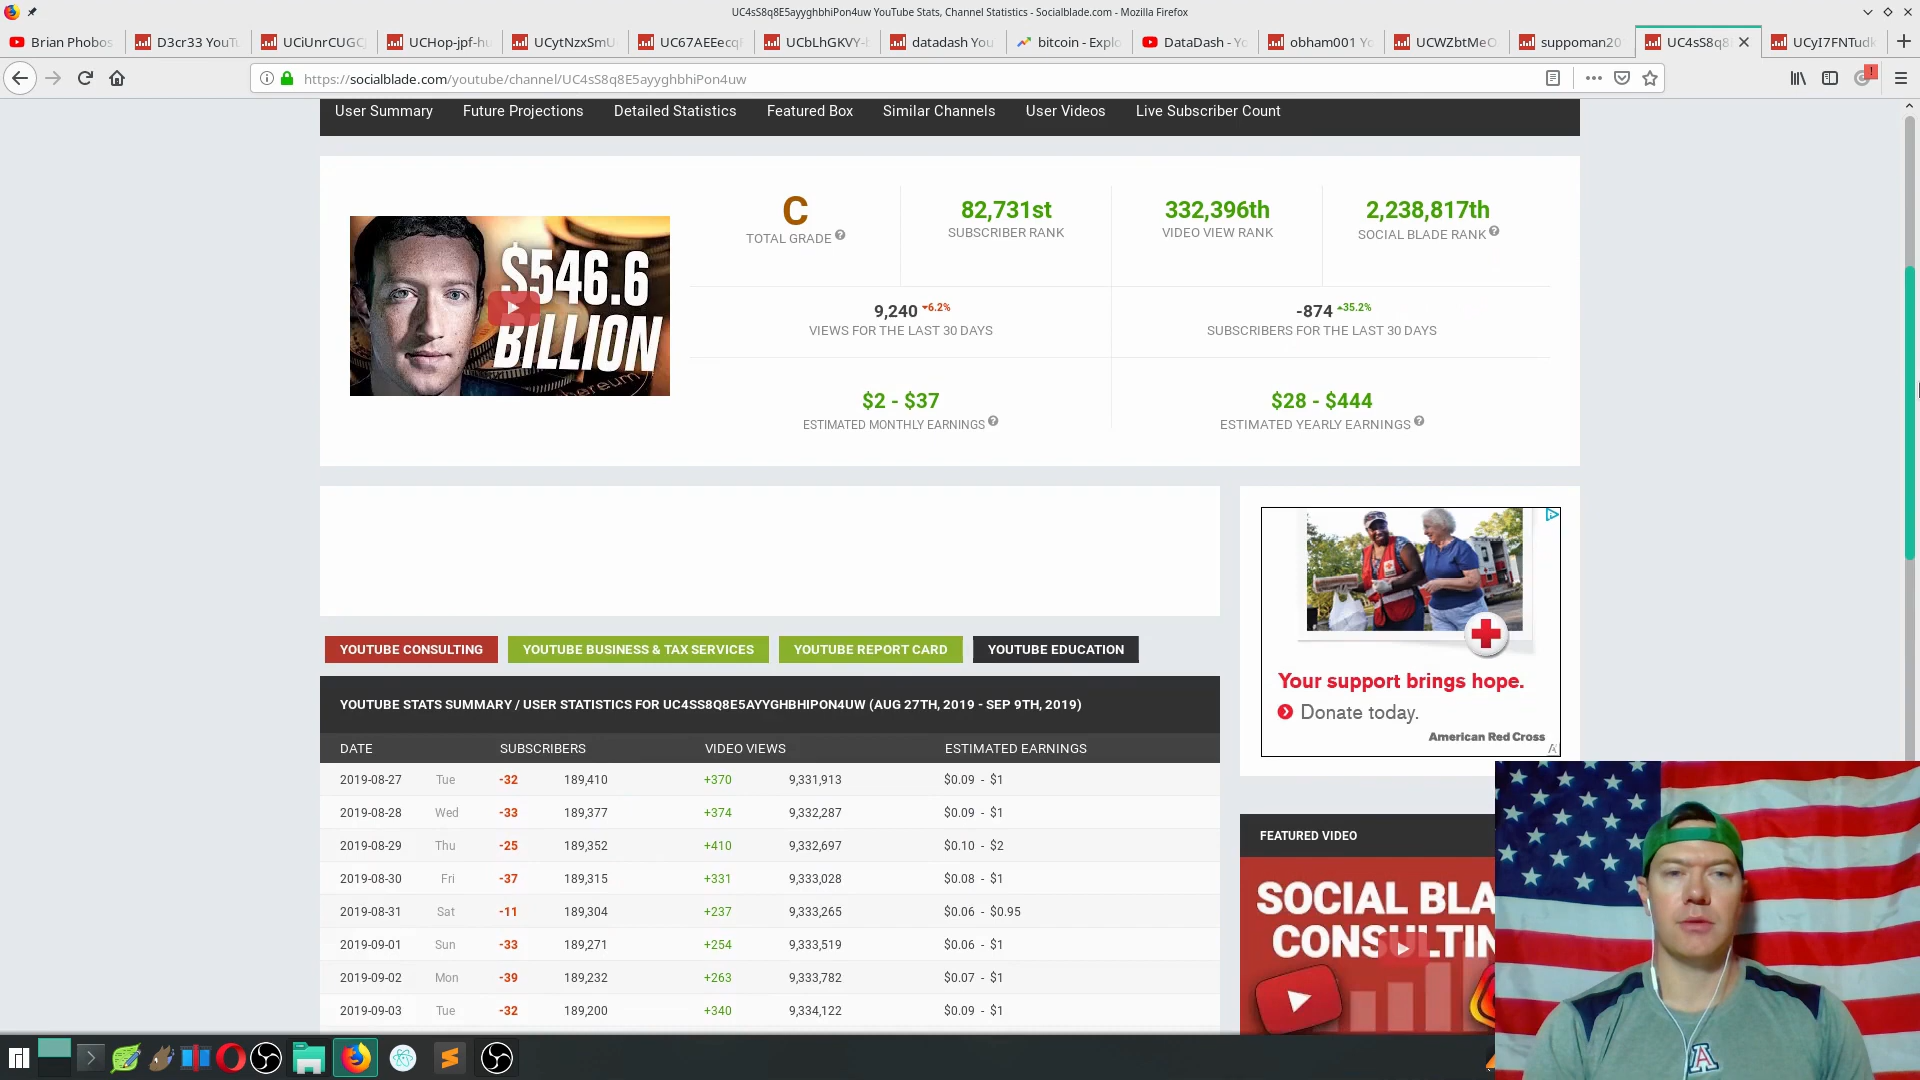 UC4sS8q8E5ayyghbhiPon4uw YouTube Stats, Channel Statistics - Socialblade.com - Mozilla Firefox
Brian Phobos
D3cr33 YouTu
UCiUnrCUGC
UCHop-jpf-hu
UCytNzxSmU
UC67AEEecq
UCbLhGKVY-
datadash You
bitcoin - Explo
DataDash - Yo
obham001 Yo
UCWZbtMeO
suppoman20
UC4sS8q8
UCyI7FNTudk
https://socialblade.com/youtube/channel/UC4sS8q8E5ayyghbhiPon4uw
User Summary
Future Projections
Detailed Statistics
Featured Box
Similar Channels
User Videos
Live Subscriber Count
$546.6
BILLION
ethereum
C
TOTAL GRADE
82,731st
SUBSCRIBER RANK
332,396th
VIDEO VIEW RANK
2,238,817th
SOCIAL BLADE RANK
9,240 6.2%
VIEWS FOR THE LAST 30 DAYS
-874 35.2%
SUBSCRIBERS FOR THE LAST 30 DAYS
$2 - $37
ESTIMATED MONTHLY EARNINGS
$28 - $444
ESTIMATED YEARLY EARNINGS
YOUTUBE CONSULTING
YOUTUBE BUSINESS & TAX SERVICES
YOUTUBE REPORT CARD
YOUTUBE EDUCATION
Your support brings hope.
Donate today.
American Red Cross
YOUTUBE STATS SUMMARY / USER STATISTICS FOR UC4SS8Q8E5AYYGHBHIPON4UW (AUG 27TH, 2019 - SEP 9TH, 2019)
DATE SUBSCRIBERS VIDEO VIEWS ESTIMATED EARNINGS
2019-08-27 Tue -32 189,410 +370 9,331,913 $0.09 - $1
2019-08-28 Wed -33 189,377 +374 9,332,287 $0.09 - $1
2019-08-29 Thu -25 189,352 +410 9,332,697 $0.10 - $2
2019-08-30 Fri -37 189,315 +331 9,333,028 $0.08 - $1
2019-08-31 Sat -11 189,304 +237 9,333,265 $0.06 - $0.95
2019-09-01 Sun -33 189,271 +254 9,333,519 $0.06 - $1
2019-09-02 Mon -39 189,232 +263 9,333,782 $0.07 - $1
2019-09-03 Tue -32 189,200 +340 9,334,122 $0.09 - $1
FEATURED VIDEO
SOCIAL BLA
CONSULTIN
A